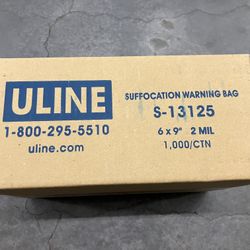 ULINE
1-800-295-5510
uline.com
SUFFOCATION WARNING BAG
S-13125
6 x 9" 2 MIL
1,000/CTN